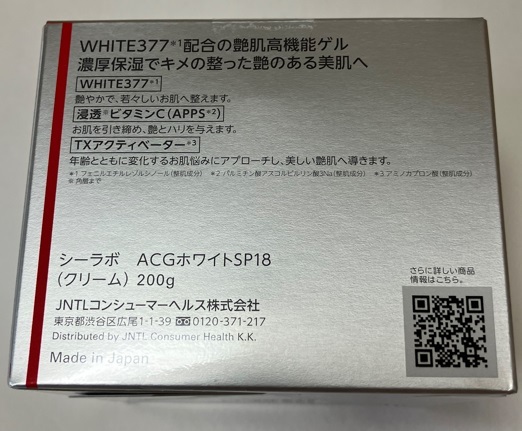 WHITE377※1配合の艶肌高機能ゲル
濃厚保湿でキメの整った艶のある美肌へ
WHITE377※1
艶やかで、若々しいお肌へ整えます。
浸透※ビタミンC(APPS※2)
お肌を引き締め、艶とハリを与えます。
TXアクティベーター※3
年齢とともに変化するお肌悩みにアプローチし、美しい艶肌へ導きます。
※1 フェニルエチルレゾルシノール(整肌成分) ※2 パルミチン酸アスコルビルリン酸3Na(整肌成分) ※3 アミノカプロン酸(整肌成分)
※ 角層まで
シーラボ ACGホワイトSP18
(クリーム) 200g
JNTLコンシューマーヘルス株式会社
東京都渋谷区広尾1-1-39 0120-371-217
Distributed by JNTL Consumer Health K.K.
Made in Japan
さらに詳しい商品
情報はこちら。